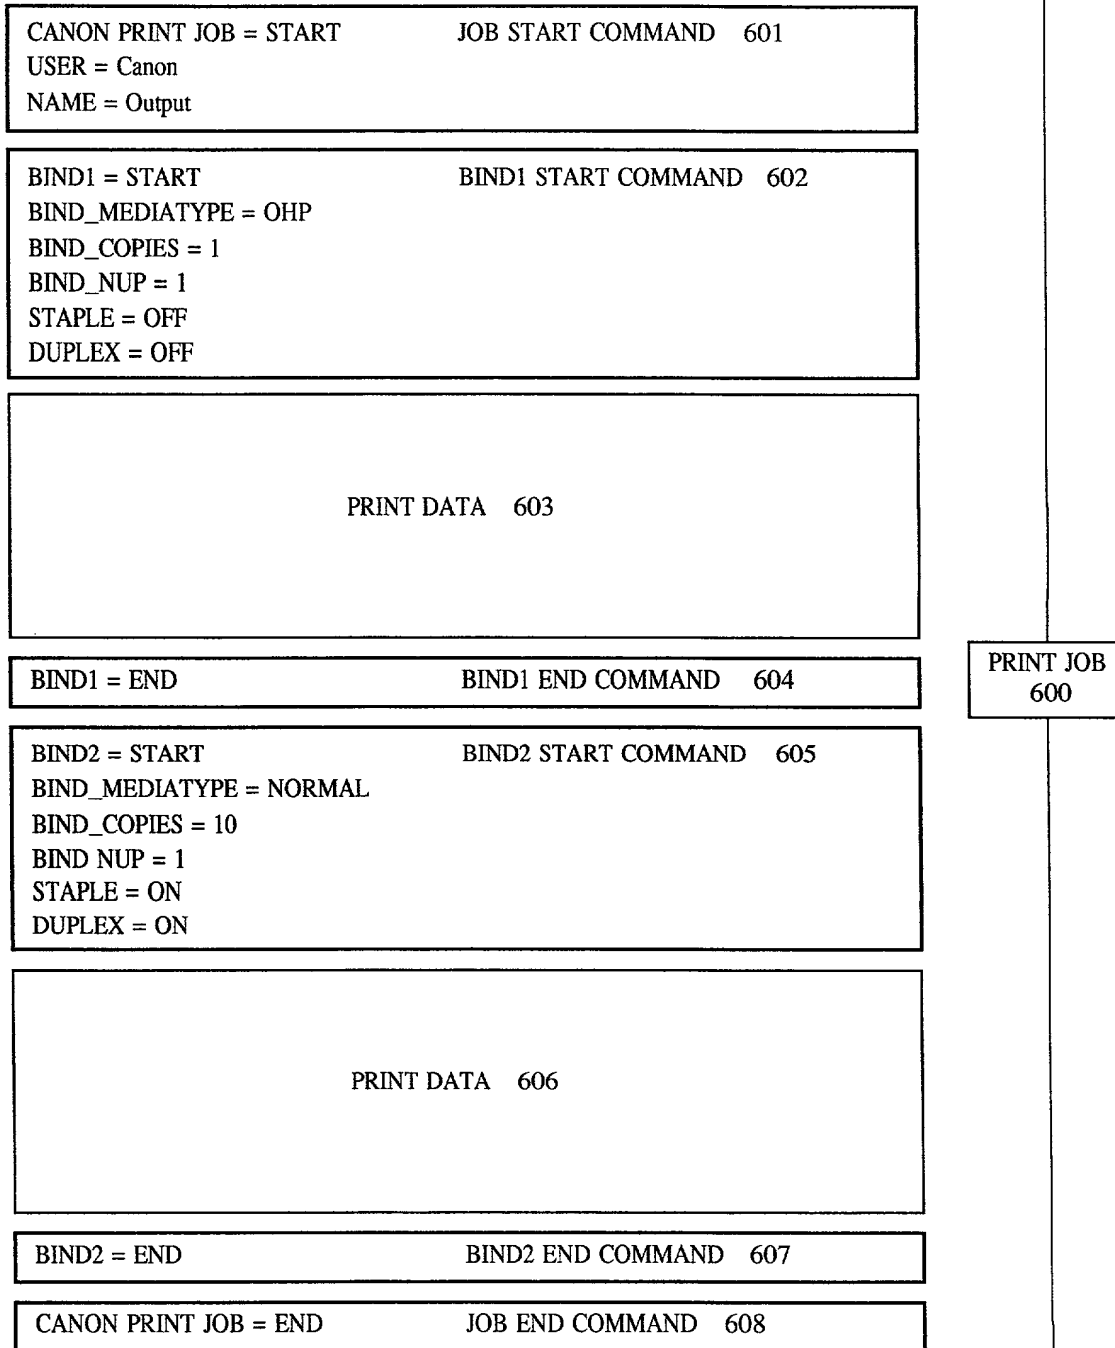 CANON PRINT JOB = START JOB START COMMAND 601
USER = Canon
NAME = Output
BIND1 = START BIND1 START COMMAND 602
BIND_MEDIATYPE = OHP
BIND_COPIES = 1
BIND_NUP = 1
STAPLE = OFF
DUPLEX = OFF
PRINT DATA 603
BIND1 = END BIND1 END COMMAND 604
PRINT JOB
600
BIND2 = START BIND2 START COMMAND 605
BIND_MEDIATYPE = NORMAL
BIND_COPIES = 10
BIND NUP = 1
STAPLE = ON
DUPLEX = ON
PRINT DATA 606
BIND2 = END BIND2 END COMMAND 607
CANON PRINT JOB = END JOB END COMMAND 608